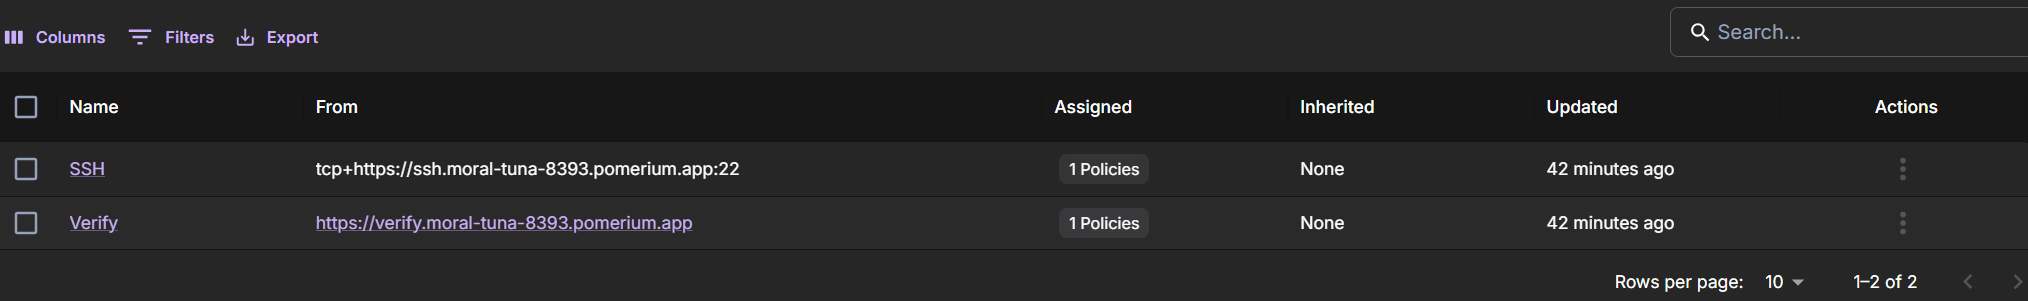 Columns Filters Export Search...
Name From Assigned Inherited Updated Actions
SSH tcp+https://ssh.moral-tuna-8393.pomerium.app:22 1 Policies None 42 minutes ago
Verify https://verify.moral-tuna-8393.pomerium.app 1 Policies None 42 minutes ago
Rows per page: 10 1–2 of 2